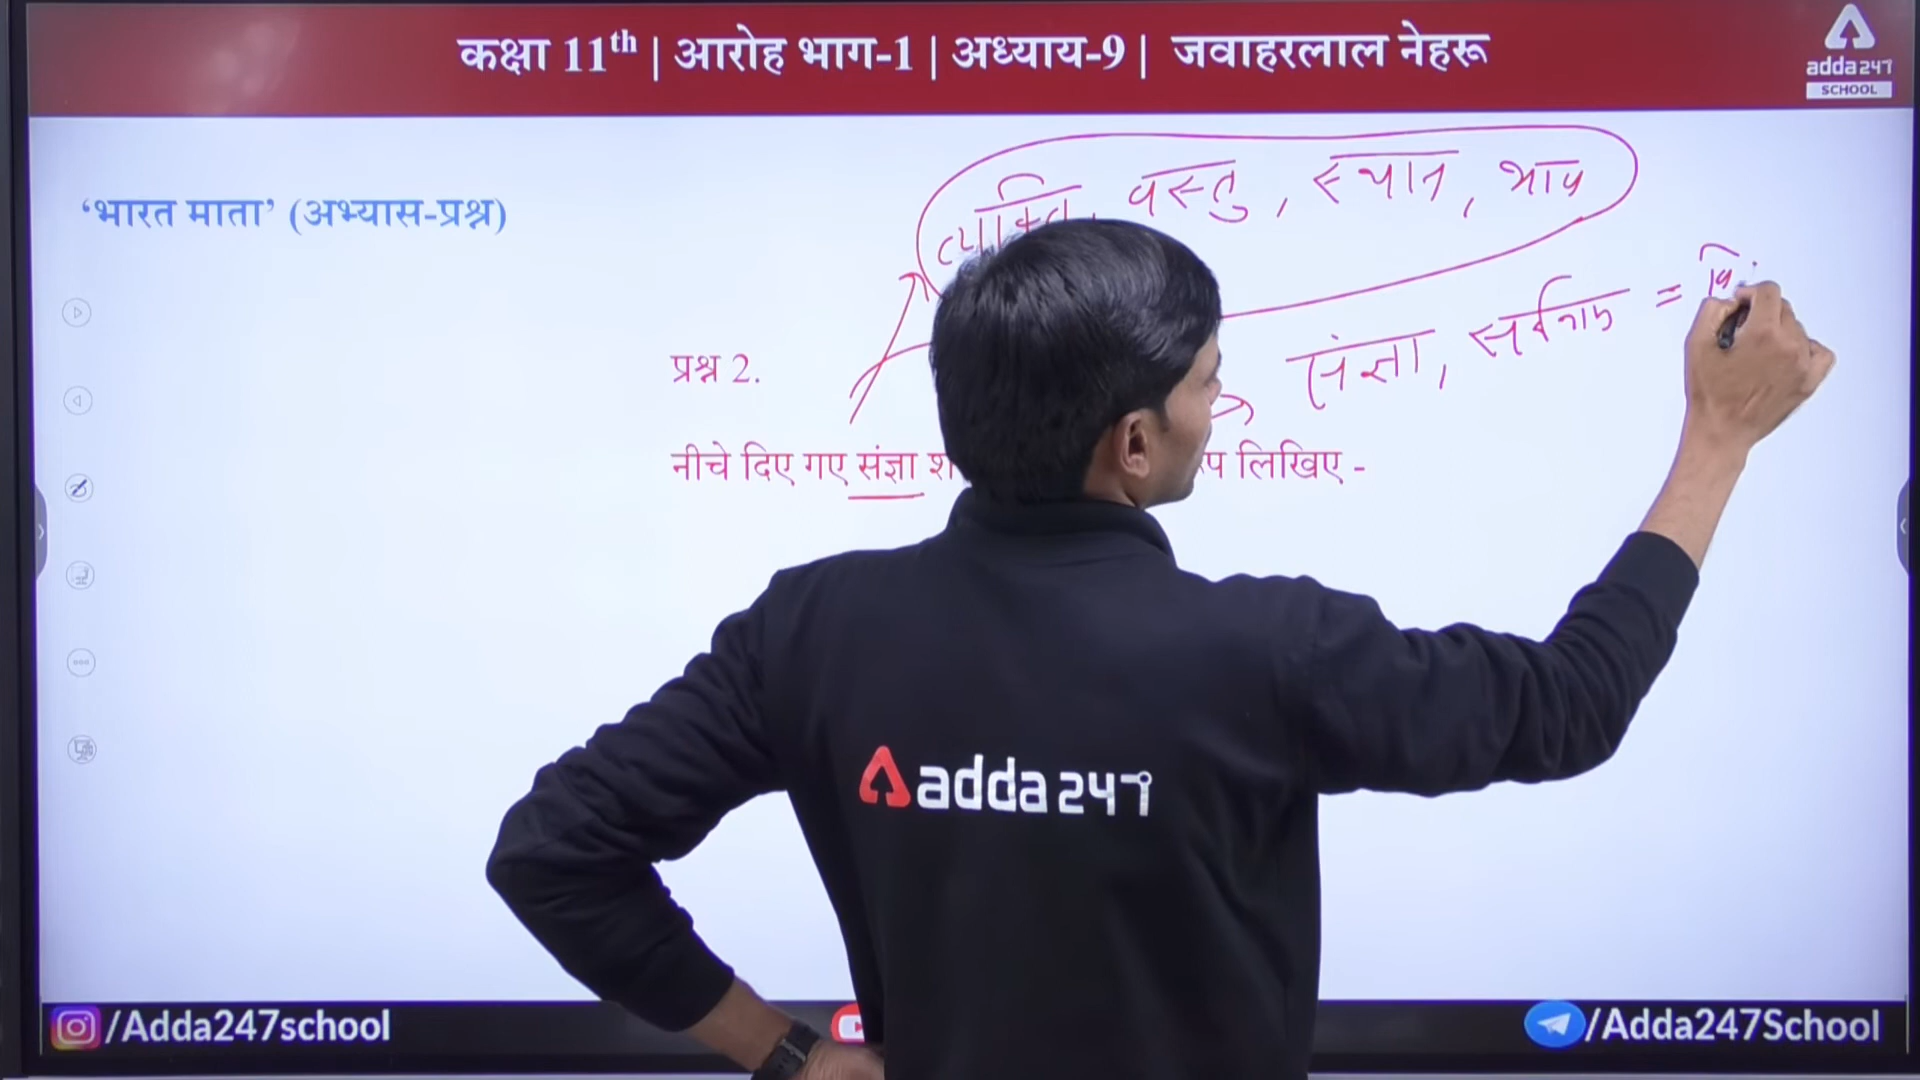 कक्षा 11th | आरोह भाग-1 | अध्याय-9 | जवाहरलाल नेहरू
adda247
SCHOOL
‘भारत माता’ (अभ्यास-प्रश्न)
व्यक्ति, वस्तु, स्थान, भाव
संज्ञा, सर्वनाम =
प्रश्न 2.
नीचे दिए गए संज्ञा लिखिए -
adda247
/Adda247school
/Adda247School